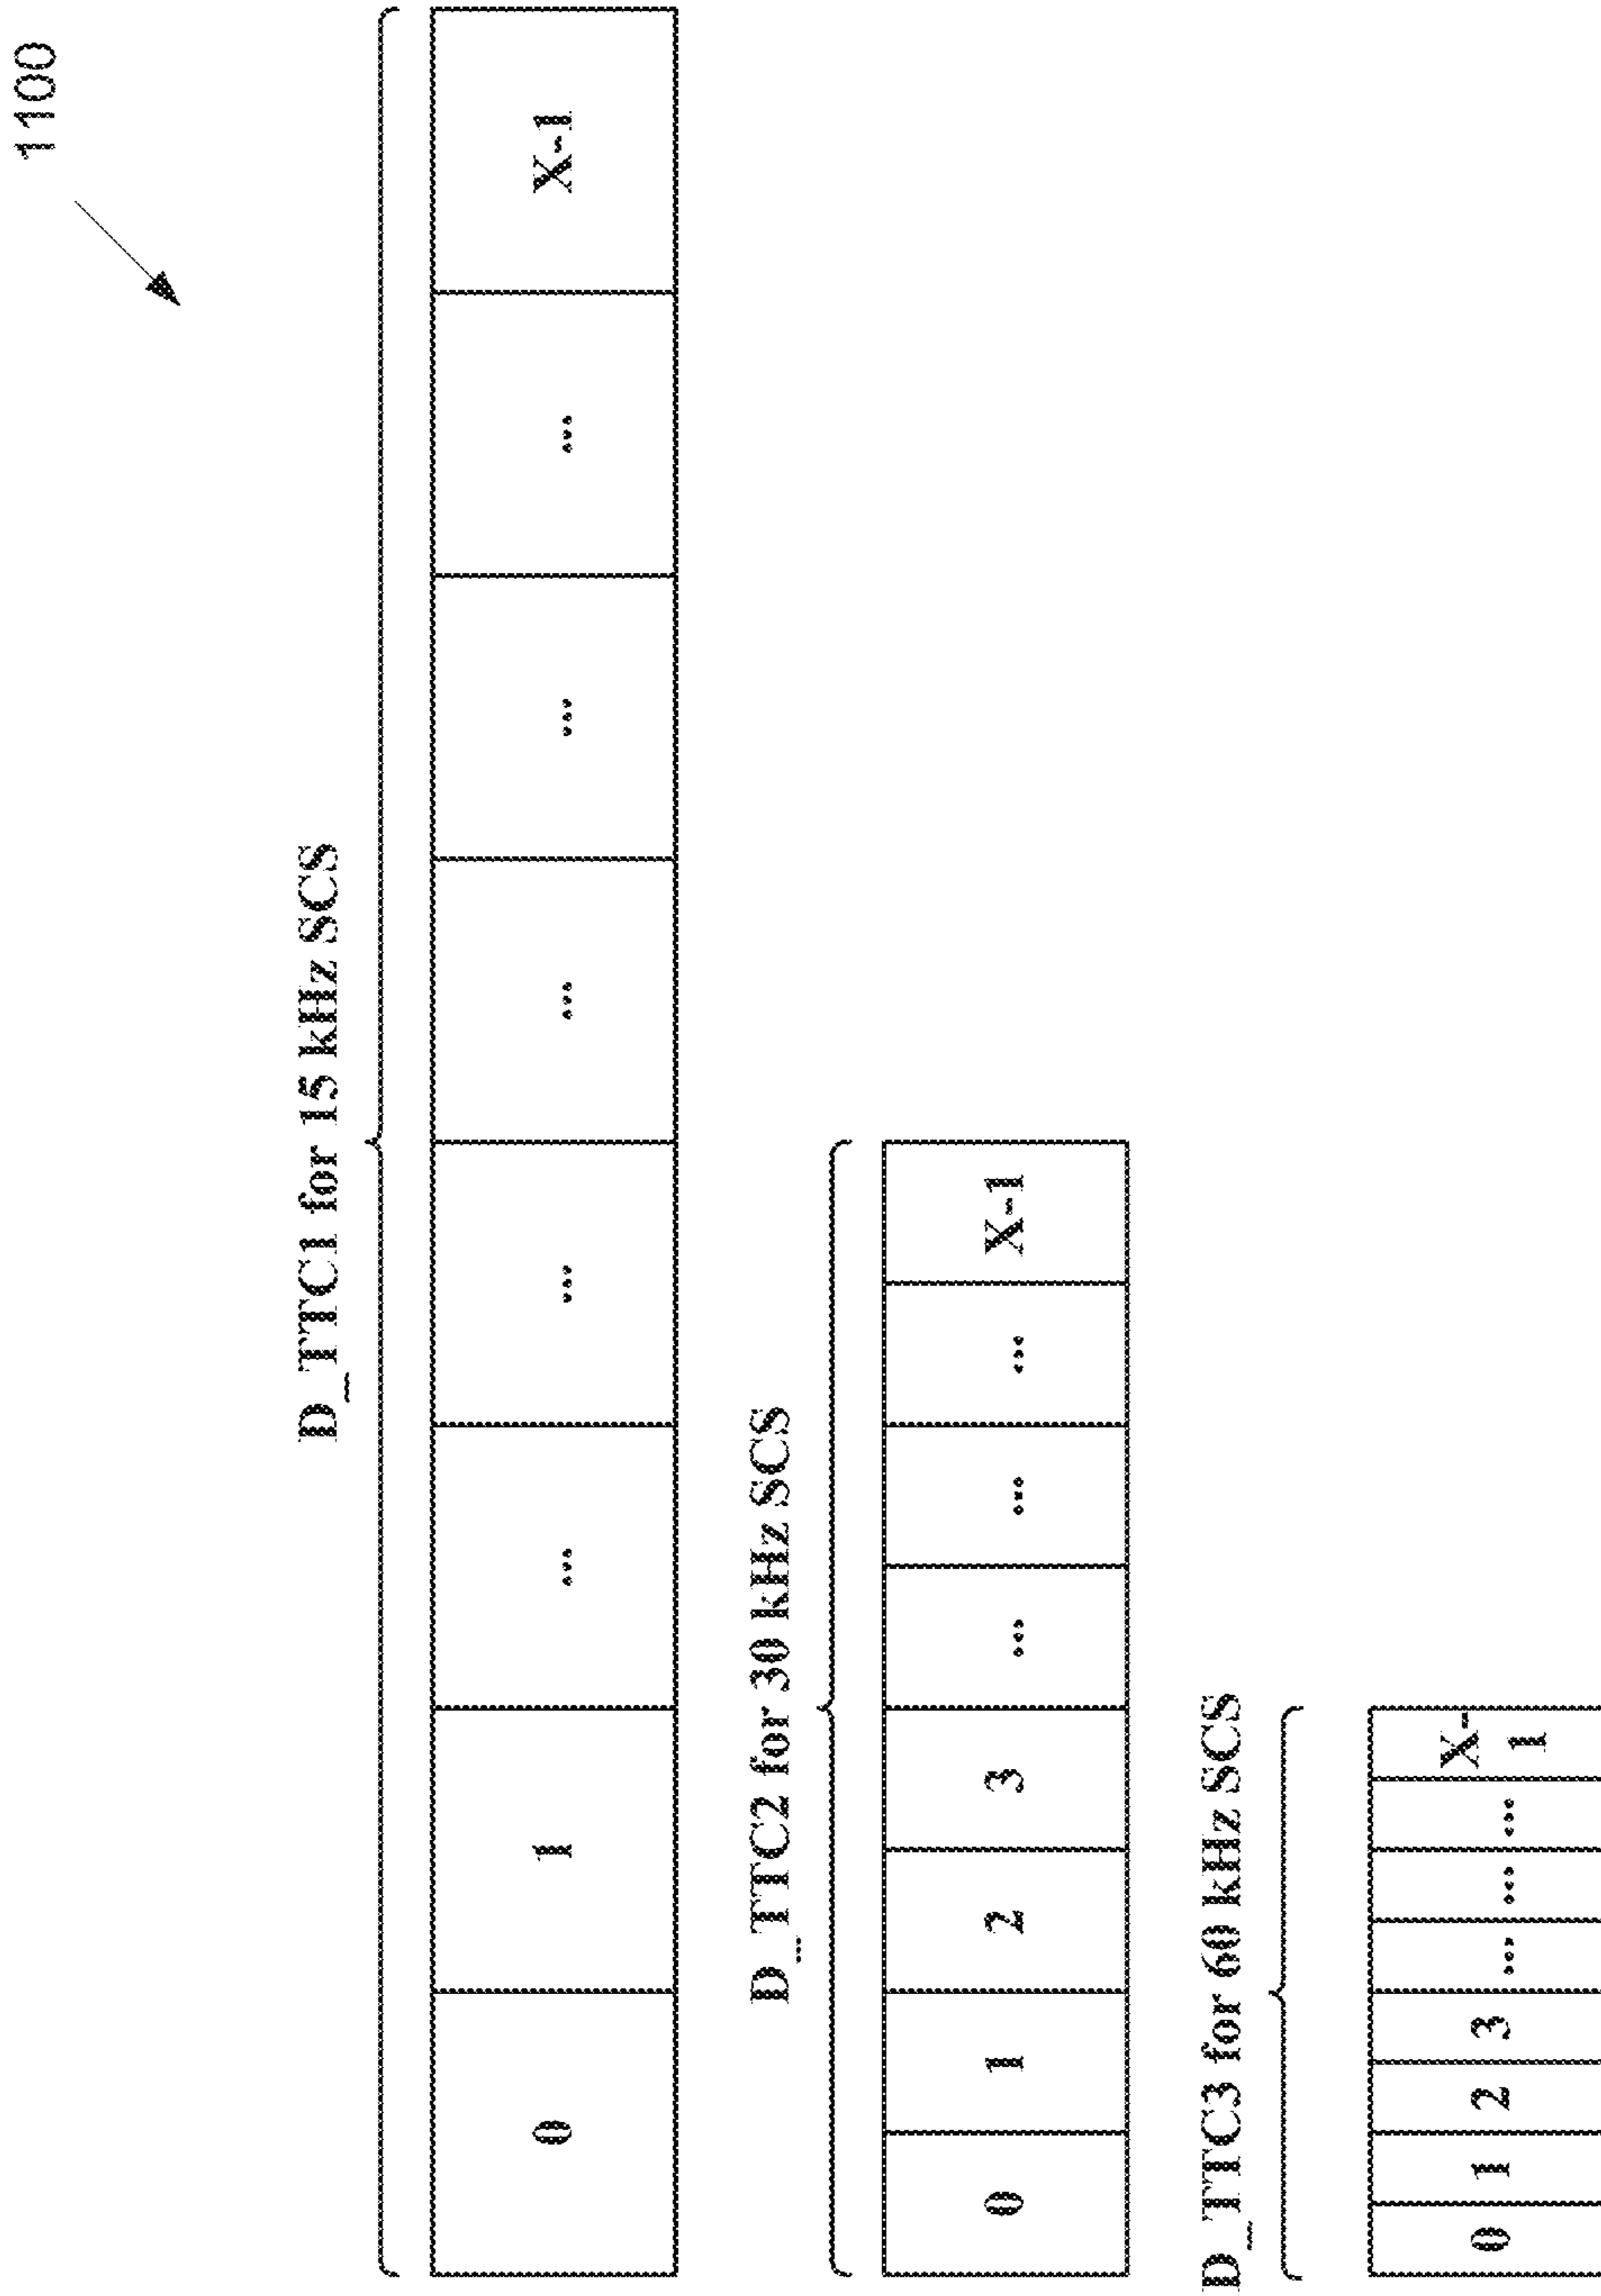 1100
D_TTC1 for 15 kHz SCS
0 1 ... ... ... ... ... X-1
D_TTC2 for 30 kHz SCS
0 1 2 3 ... ... ... X-1
D_TTC3 for 60 kHz SCS
0 1 2 3 ... ... ... X-
1